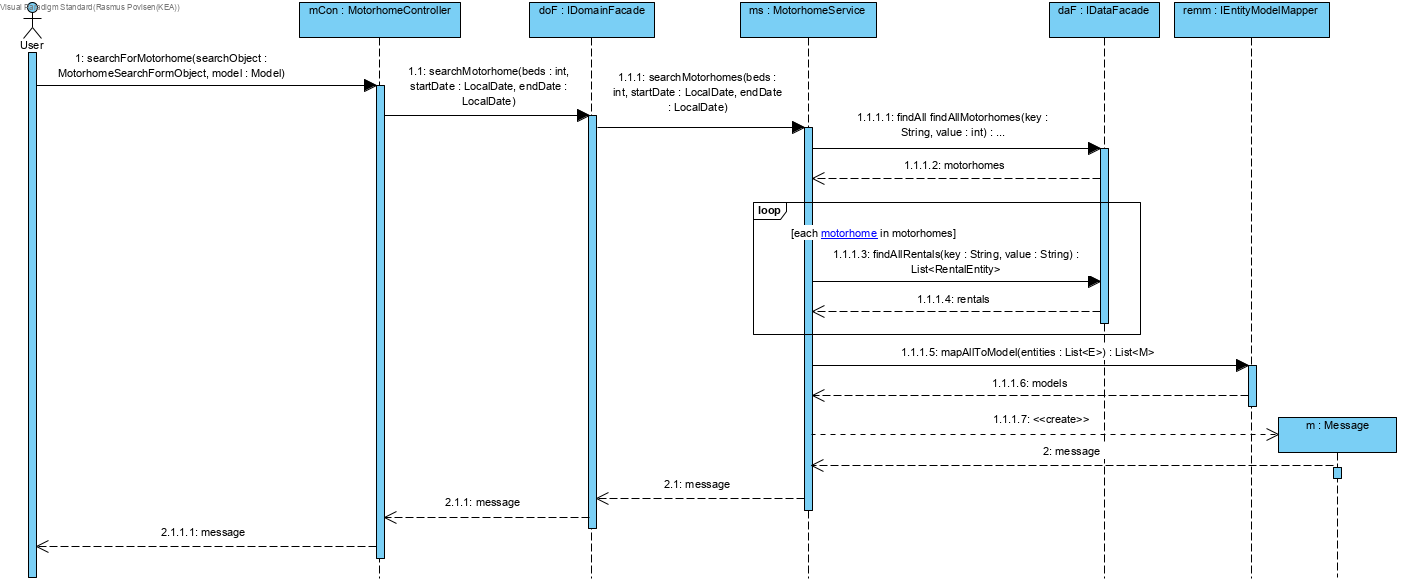 Visual Paradigm Standard(Rasmus Povlsen(KEA))
User
mCon : MotorhomeController
doF : IDomainFacade
ms : MotorhomeService
daF : IDataFacade
remm : IEntityModelMapper
1: searchForMotorhome(searchObject :
MotorhomeSearchFormObject, model : Model)
1.1: searchMotorhome(beds : int,
startDate : LocalDate, endDate :
LocalDate)
1.1.1: searchMotorhomes(beds :
int, startDate : LocalDate, endDate
: LocalDate)
1.1.1.1: findAll findAllMotorhomes(key :
String, value : int) : ...
1.1.1.2: motorhomes
loop
[each motorhome in motorhomes]
1.1.1.3: findAllRentals(key : String, value : String) :
List<RentalEntity>
1.1.1.4: rentals
1.1.1.5: mapAllToModel(entities : List<E>) : List<M>
1.1.1.6: models
1.1.1.7: <<create>>
m : Message
2: message
2.1: message
2.1.1: message
2.1.1.1: message